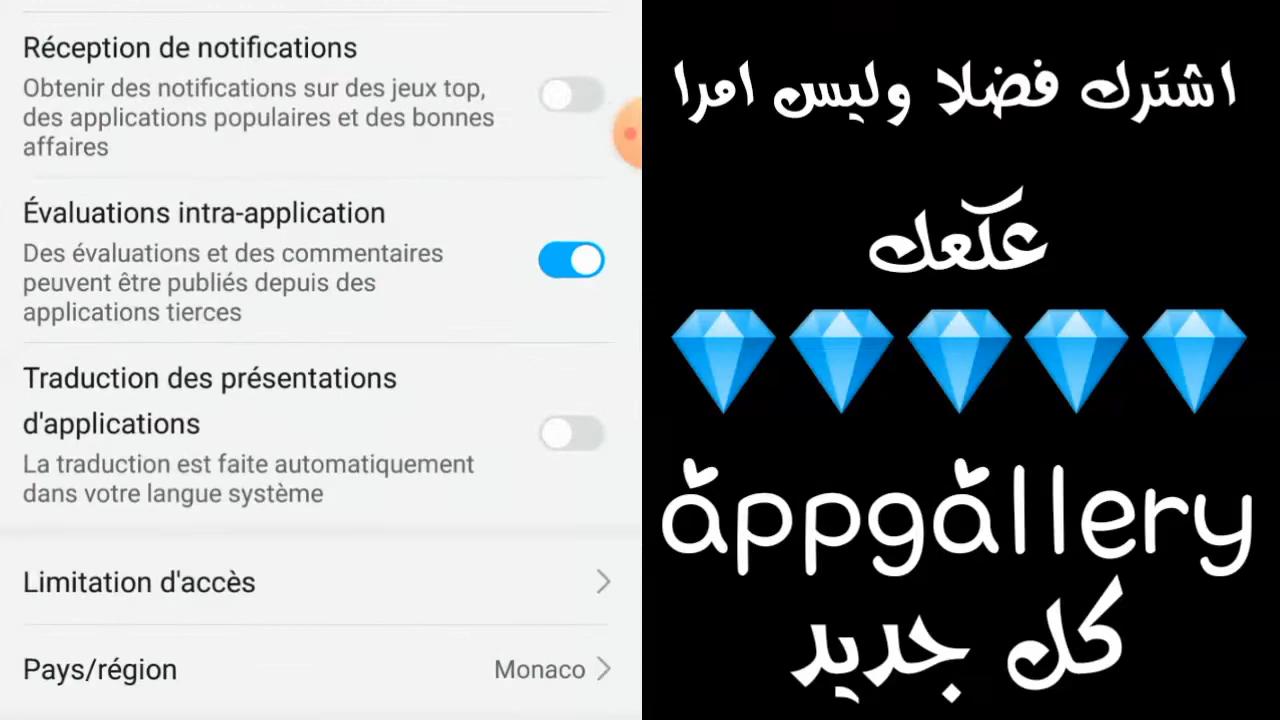 Réception de notifications
Obtenir des notifications sur des jeux top,
des applications populaires et des bonnes
affaires
Évaluations intra-application
Des évaluations et des commentaires
peuvent être publiés depuis des
applications tierces
Traduction des présentations
d'applications
La traduction est faite automatiquement
dans votre langue système
Limitation d'accès
Pays/région
Monaco
اشترك فضلا وليس امرا
عكعك
appgallery
كل جديد